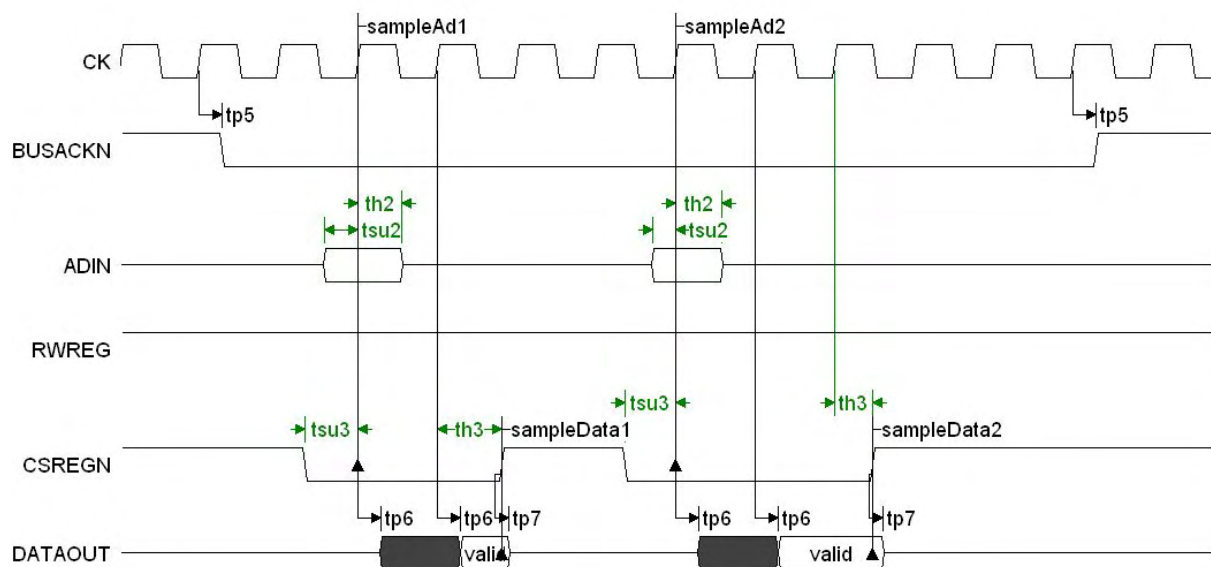 sampleAd1 sampleAd2
CK
tp5 tp5
BUSACKN
th2 th2
tsu2 tsu2
ADIN
RWREG
tsu3 th3 tsu3 th3
sampleData1 sampleData2
CSREGN
tp6 tp6 tp7 tp6 tp6 tp7
DATAOUT valid valid